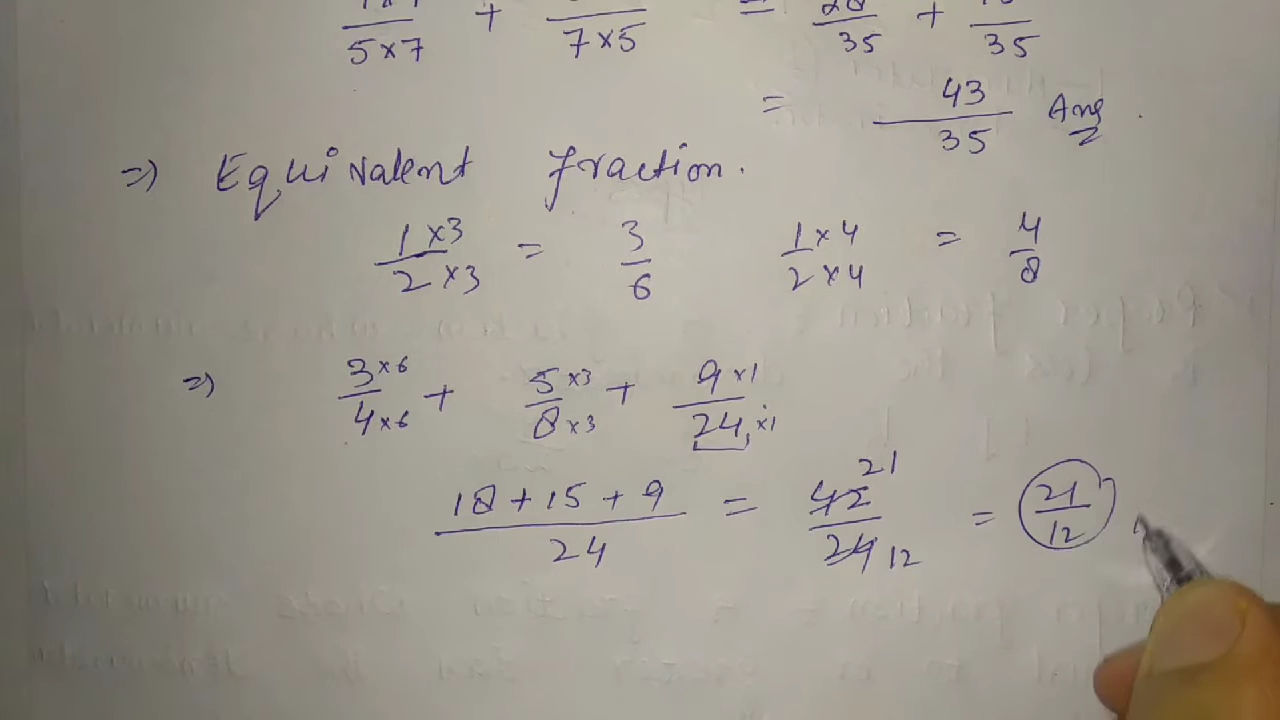 5×7 + 7×5 = 35 + 35
= 43/35 Ans
=) Equivalent fraction.
1×3/2×3 = 3/6 1×4/2×4 = 4/8
=) 3×6/4×6 + 5×3/8×3 + 9×1/24×1
18+15+9/24 = 42 21/24 12 = 21/12